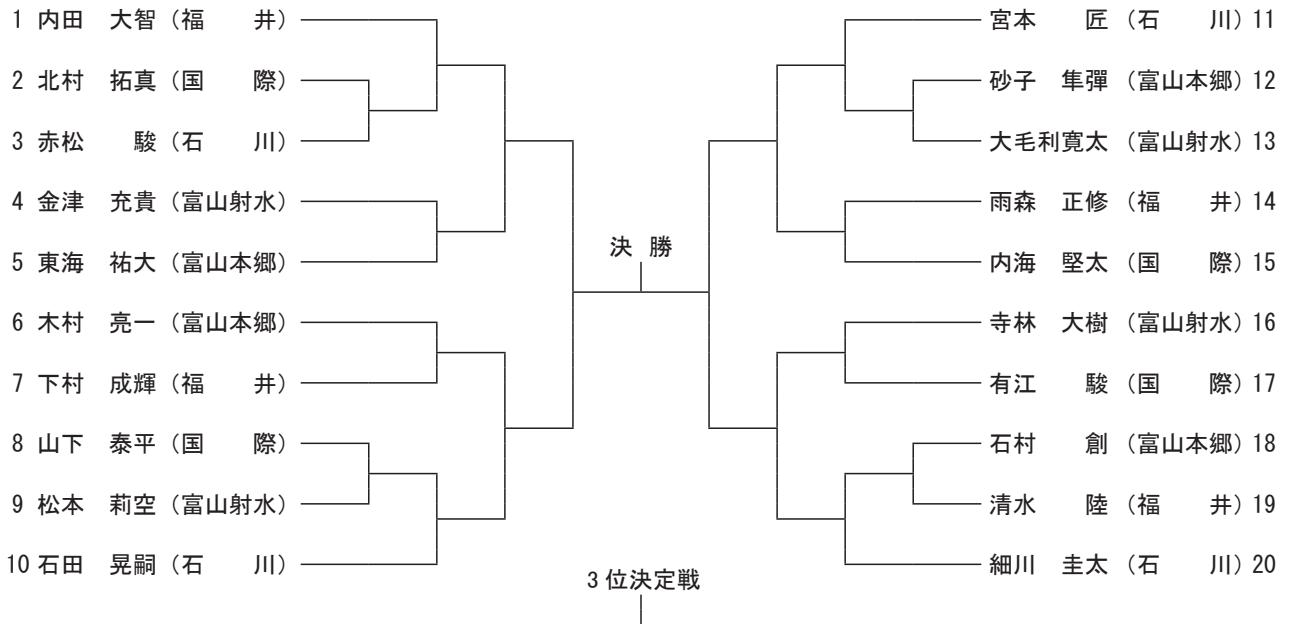 1 内田 大智(福 井)
2 北村 拓真(国 際)
3 赤松 駿(石 川)
4 金津 充貴(富山射水)
5 東海 祐大(富山本郷)
6 木村 亮一(富山本郷)
7 下村 成輝(福 井)
8 山下 泰平(国 際)
9 松本 莉空(富山射水)
10 石田 晃嗣(石 川)
決 勝
3 位決定戦
宮本 匠(石 川)11
砂子 隼彈(富山本郷)12
大毛利寛太(富山射水)13
雨森 正修(福 井)14
内海 堅太(国 際)15
寺林 大樹(富山射水)16
有江 駿(国 際)17
石村 創(富山本郷)18
清水 陸(福 井)19
細川 圭太(石 川)20